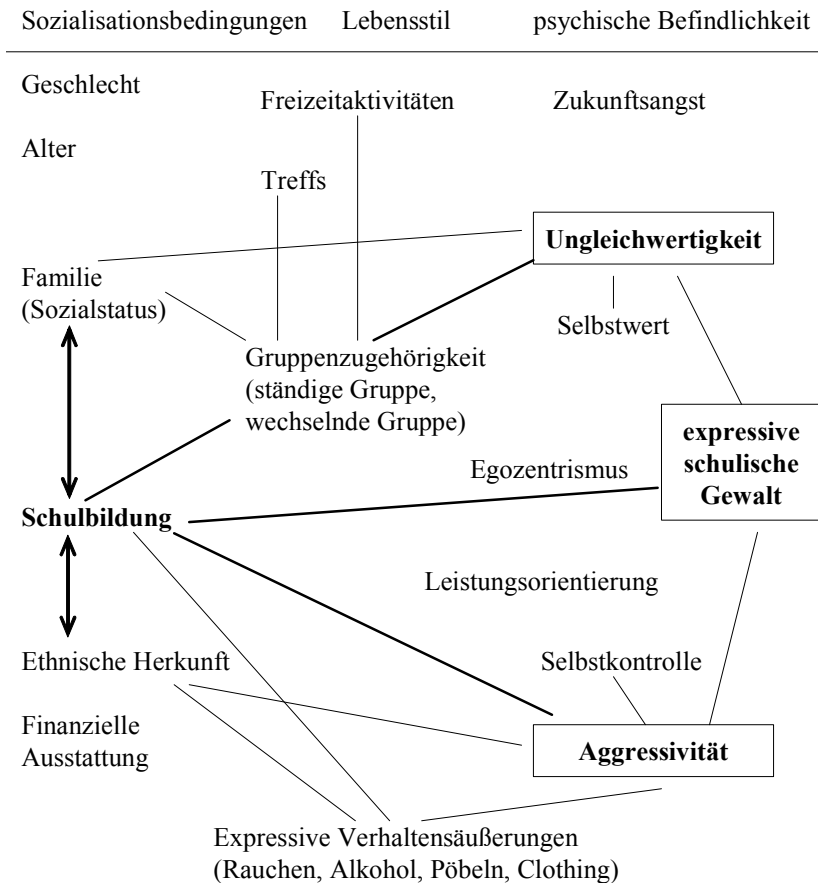 Sozialisationsbedingungen Lebensstil psychische Befindlichkeit
Geschlecht
Freizeitaktivitäten
Zukunftsangst
Alter
Treffs
Ungleichwertigkeit
Familie
(Sozialstatus)
Selbstwert
Gruppenzugehörigkeit
(ständige Gruppe,
wechselnde Gruppe)
expressive
schulische
Gewalt
Egozentrismus
Schulbildung
Leistungsorientierung
Ethnische Herkunft
Selbstkontrolle
Finanzielle
Ausstattung
Aggressivität
Expressive Verhaltensäußerungen
(Rauchen, Alkohol, Pöbeln, Clothing)